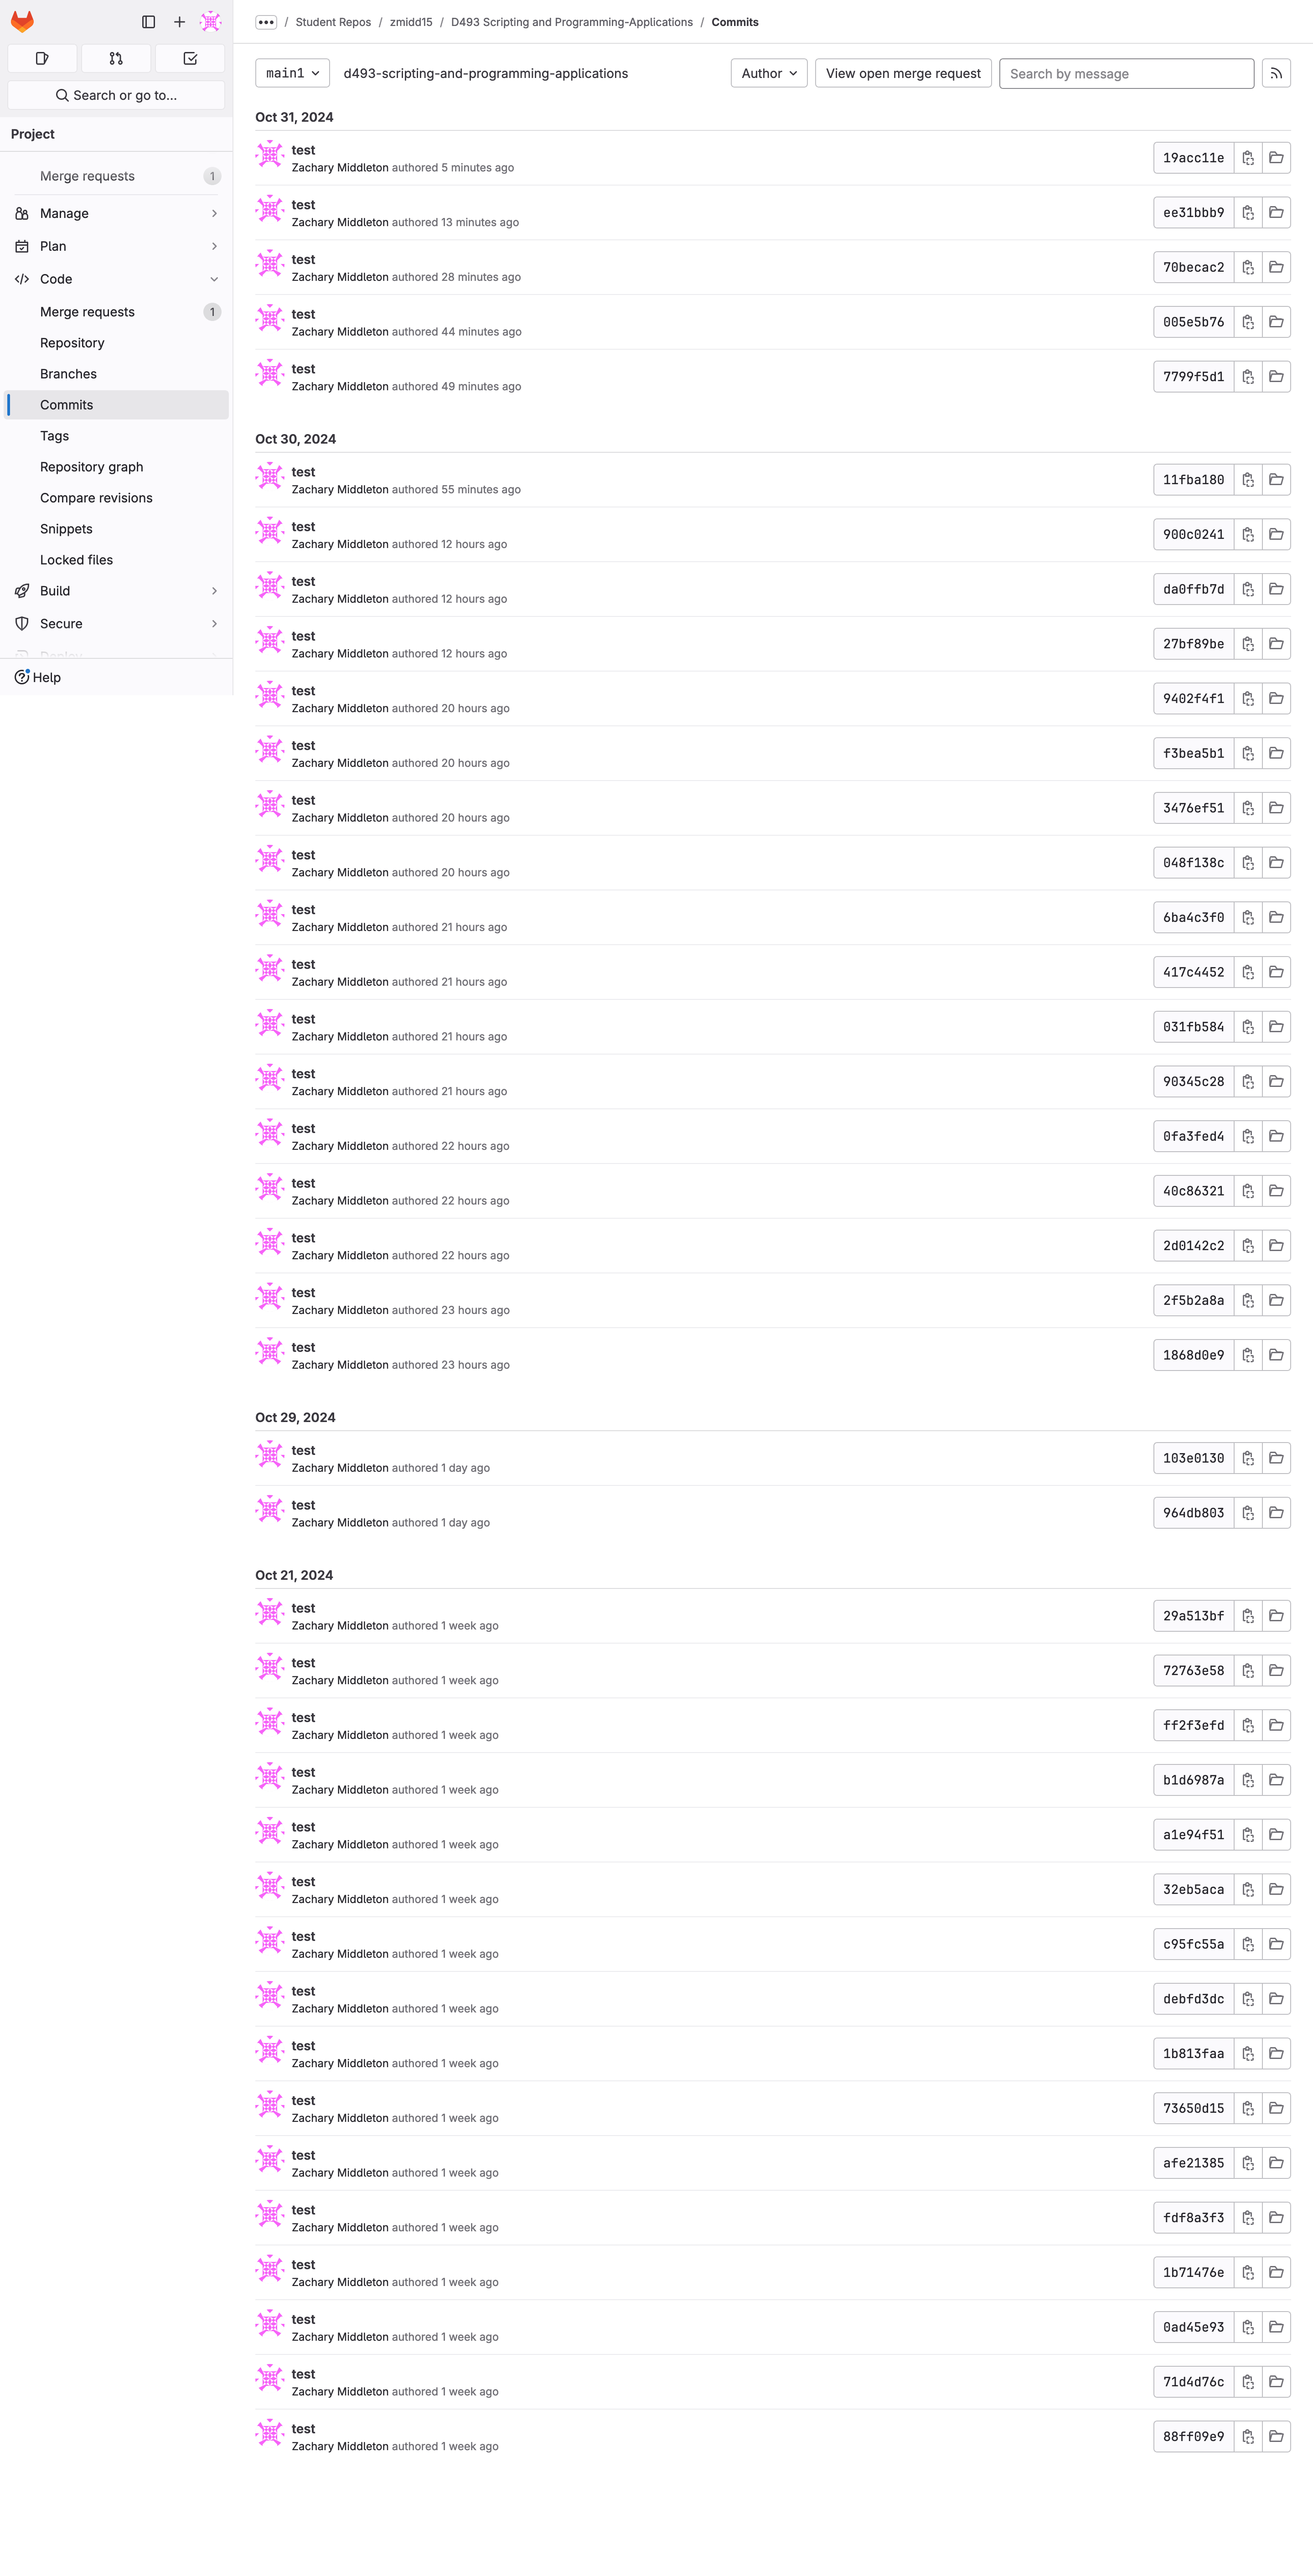 Student Repos / zmidd15 / D493 Scripting and Programming-Applications / Commits
Search or go to...
Project
Merge requests 1
Manage
Plan
Code
Merge requests 1
Repository
Branches
Commits
Tags
Repository graph
Compare revisions
Snippets
Locked files
Build
Secure
Deploy
Help
main1 d493-scripting-and-programming-applications Author View open merge request Search by message
Oct 31, 2024
test
Zachary Middleton authored 5 minutes ago 19acc11e
test
Zachary Middleton authored 13 minutes ago ee31bbb9
test
Zachary Middleton authored 28 minutes ago 70becac2
test
Zachary Middleton authored 44 minutes ago 005e5b76
test
Zachary Middleton authored 49 minutes ago 7799f5d1
Oct 30, 2024
test
Zachary Middleton authored 55 minutes ago 11fba180
test
Zachary Middleton authored 12 hours ago 900c0241
test
Zachary Middleton authored 12 hours ago da0ffb7d
test
Zachary Middleton authored 12 hours ago 27bf89be
test
Zachary Middleton authored 20 hours ago 9402f4f1
test
Zachary Middleton authored 20 hours ago f3bea5b1
test
Zachary Middleton authored 20 hours ago 3476ef51
test
Zachary Middleton authored 20 hours ago 048f138c
test
Zachary Middleton authored 21 hours ago 6ba4c3f0
test
Zachary Middleton authored 21 hours ago 417c4452
test
Zachary Middleton authored 21 hours ago 031fb584
test
Zachary Middleton authored 21 hours ago 90345c28
test
Zachary Middleton authored 22 hours ago 0fa3fed4
test
Zachary Middleton authored 22 hours ago 40c86321
test
Zachary Middleton authored 22 hours ago 2d0142c2
test
Zachary Middleton authored 23 hours ago 2f5b2a8a
test
Zachary Middleton authored 23 hours ago 1868d0e9
Oct 29, 2024
test
Zachary Middleton authored 1 day ago 103e0130
test
Zachary Middleton authored 1 day ago 964db803
Oct 21, 2024
test
Zachary Middleton authored 1 week ago 29a513bf
test
Zachary Middleton authored 1 week ago 72763e58
test
Zachary Middleton authored 1 week ago ff2f3efd
test
Zachary Middleton authored 1 week ago b1d6987a
test
Zachary Middleton authored 1 week ago a1e94f51
test
Zachary Middleton authored 1 week ago 32eb5aca
test
Zachary Middleton authored 1 week ago c95fc55a
test
Zachary Middleton authored 1 week ago debfd3dc
test
Zachary Middleton authored 1 week ago 1b813faa
test
Zachary Middleton authored 1 week ago 73650d15
test
Zachary Middleton authored 1 week ago afe21385
test
Zachary Middleton authored 1 week ago fdf8a3f3
test
Zachary Middleton authored 1 week ago 1b71476e
test
Zachary Middleton authored 1 week ago 0ad45e93
test
Zachary Middleton authored 1 week ago 71d4d76c
test
Zachary Middleton authored 1 week ago 88ff09e9